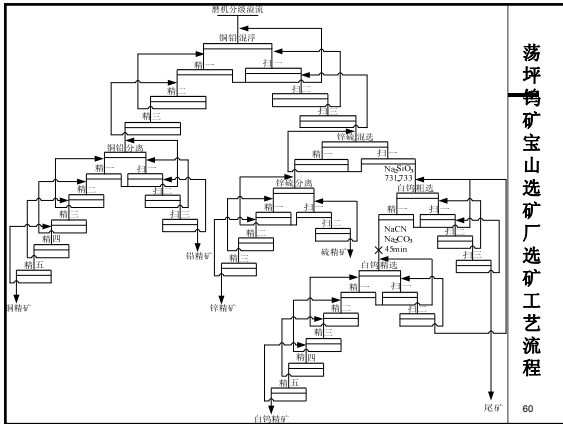 磨机分级溢流
铜铅混浮
精一
扫一
精二
扫二
精三
扫三
铜铅分离
精一
扫一
精二
扫二
精三
扫三
精四
精五
铜精矿
铅精矿
锌硫混选
精一
扫一
锌硫分离
精一
扫一
精二
扫二
精三
锌精矿
硫精矿
Na₂SiO₃
731,733
白钨粗选
精一
扫一
扫二
扫三
NaCN
Na₂CO₃
45min
白钨精选
精一
扫一
精二
扫二
精三
精四
精五
白钨精矿
尾矿
荡坪钨矿宝山选矿厂选矿工艺流程
60